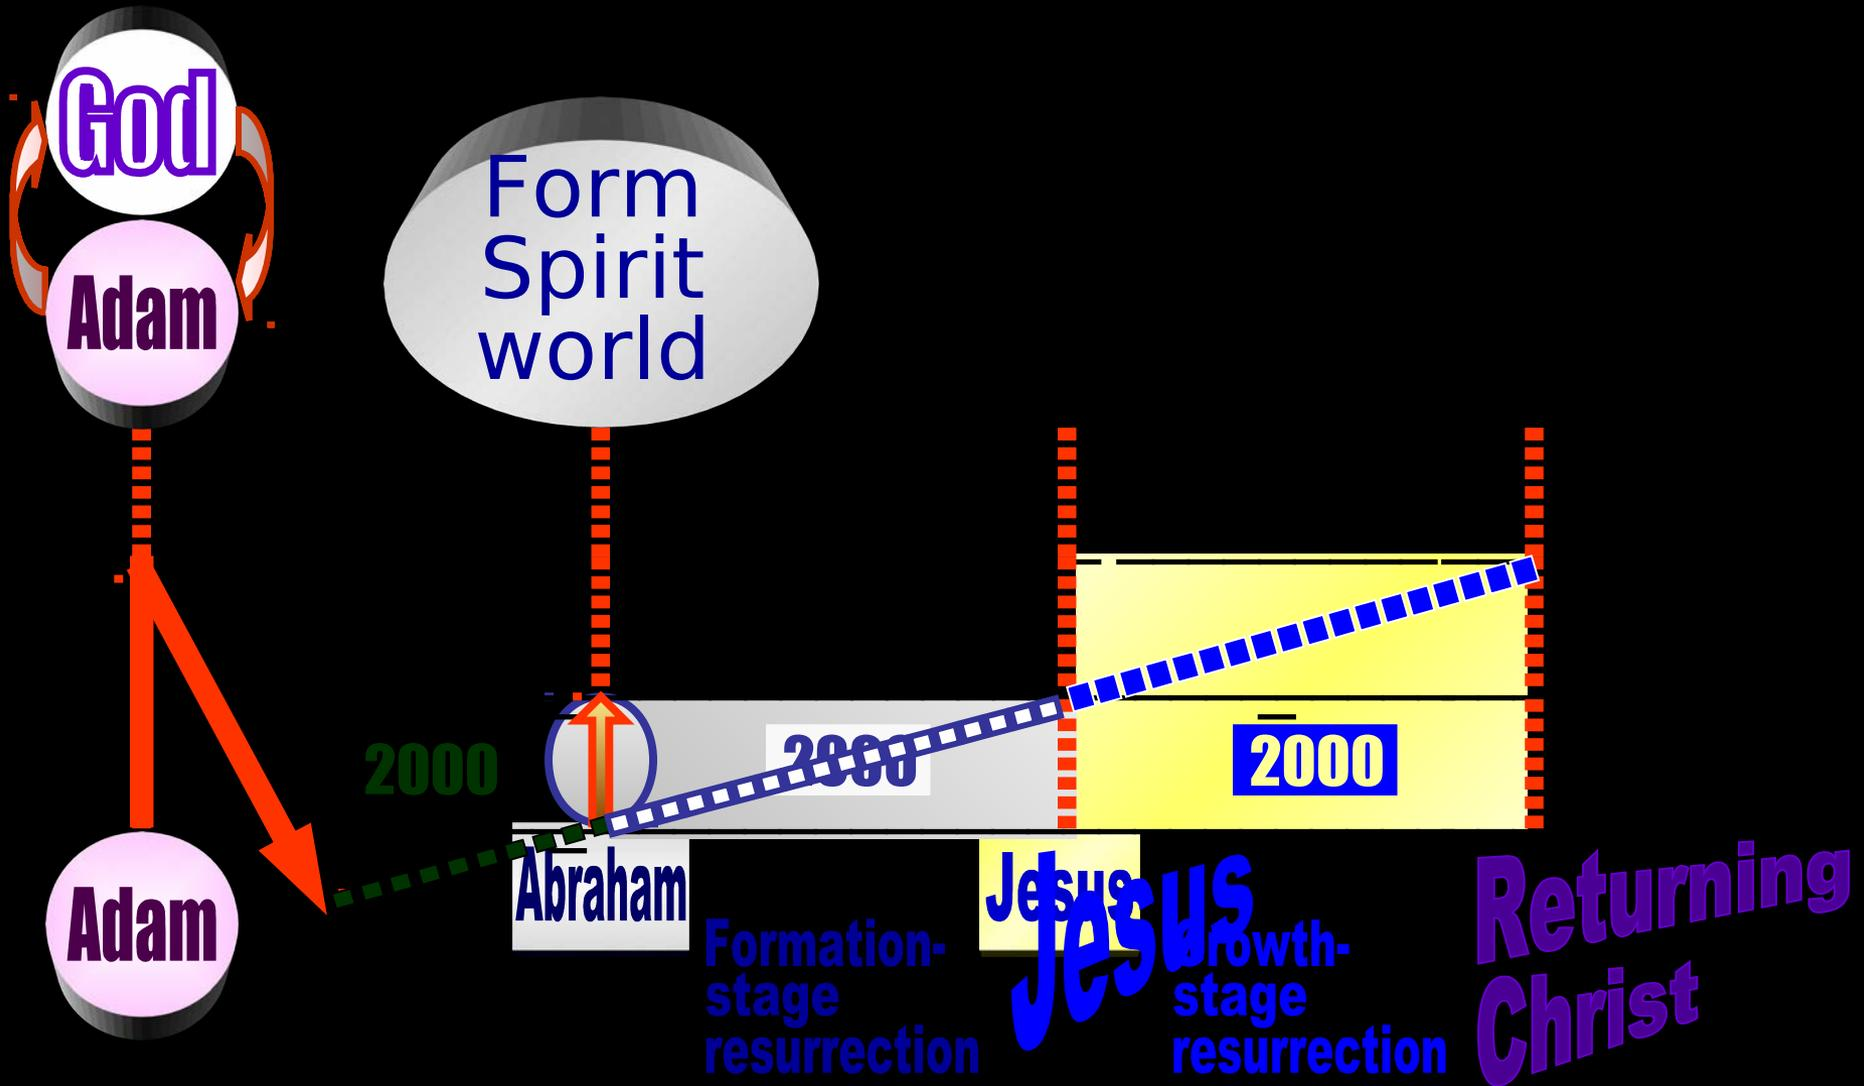 God
Adam
Form
Spirit
world
2000
2000
2000
Adam
Abraham
Jesus
Jesus
Returning
Christ
Formation-
stage
resurrection
Growth-
stage
resurrection